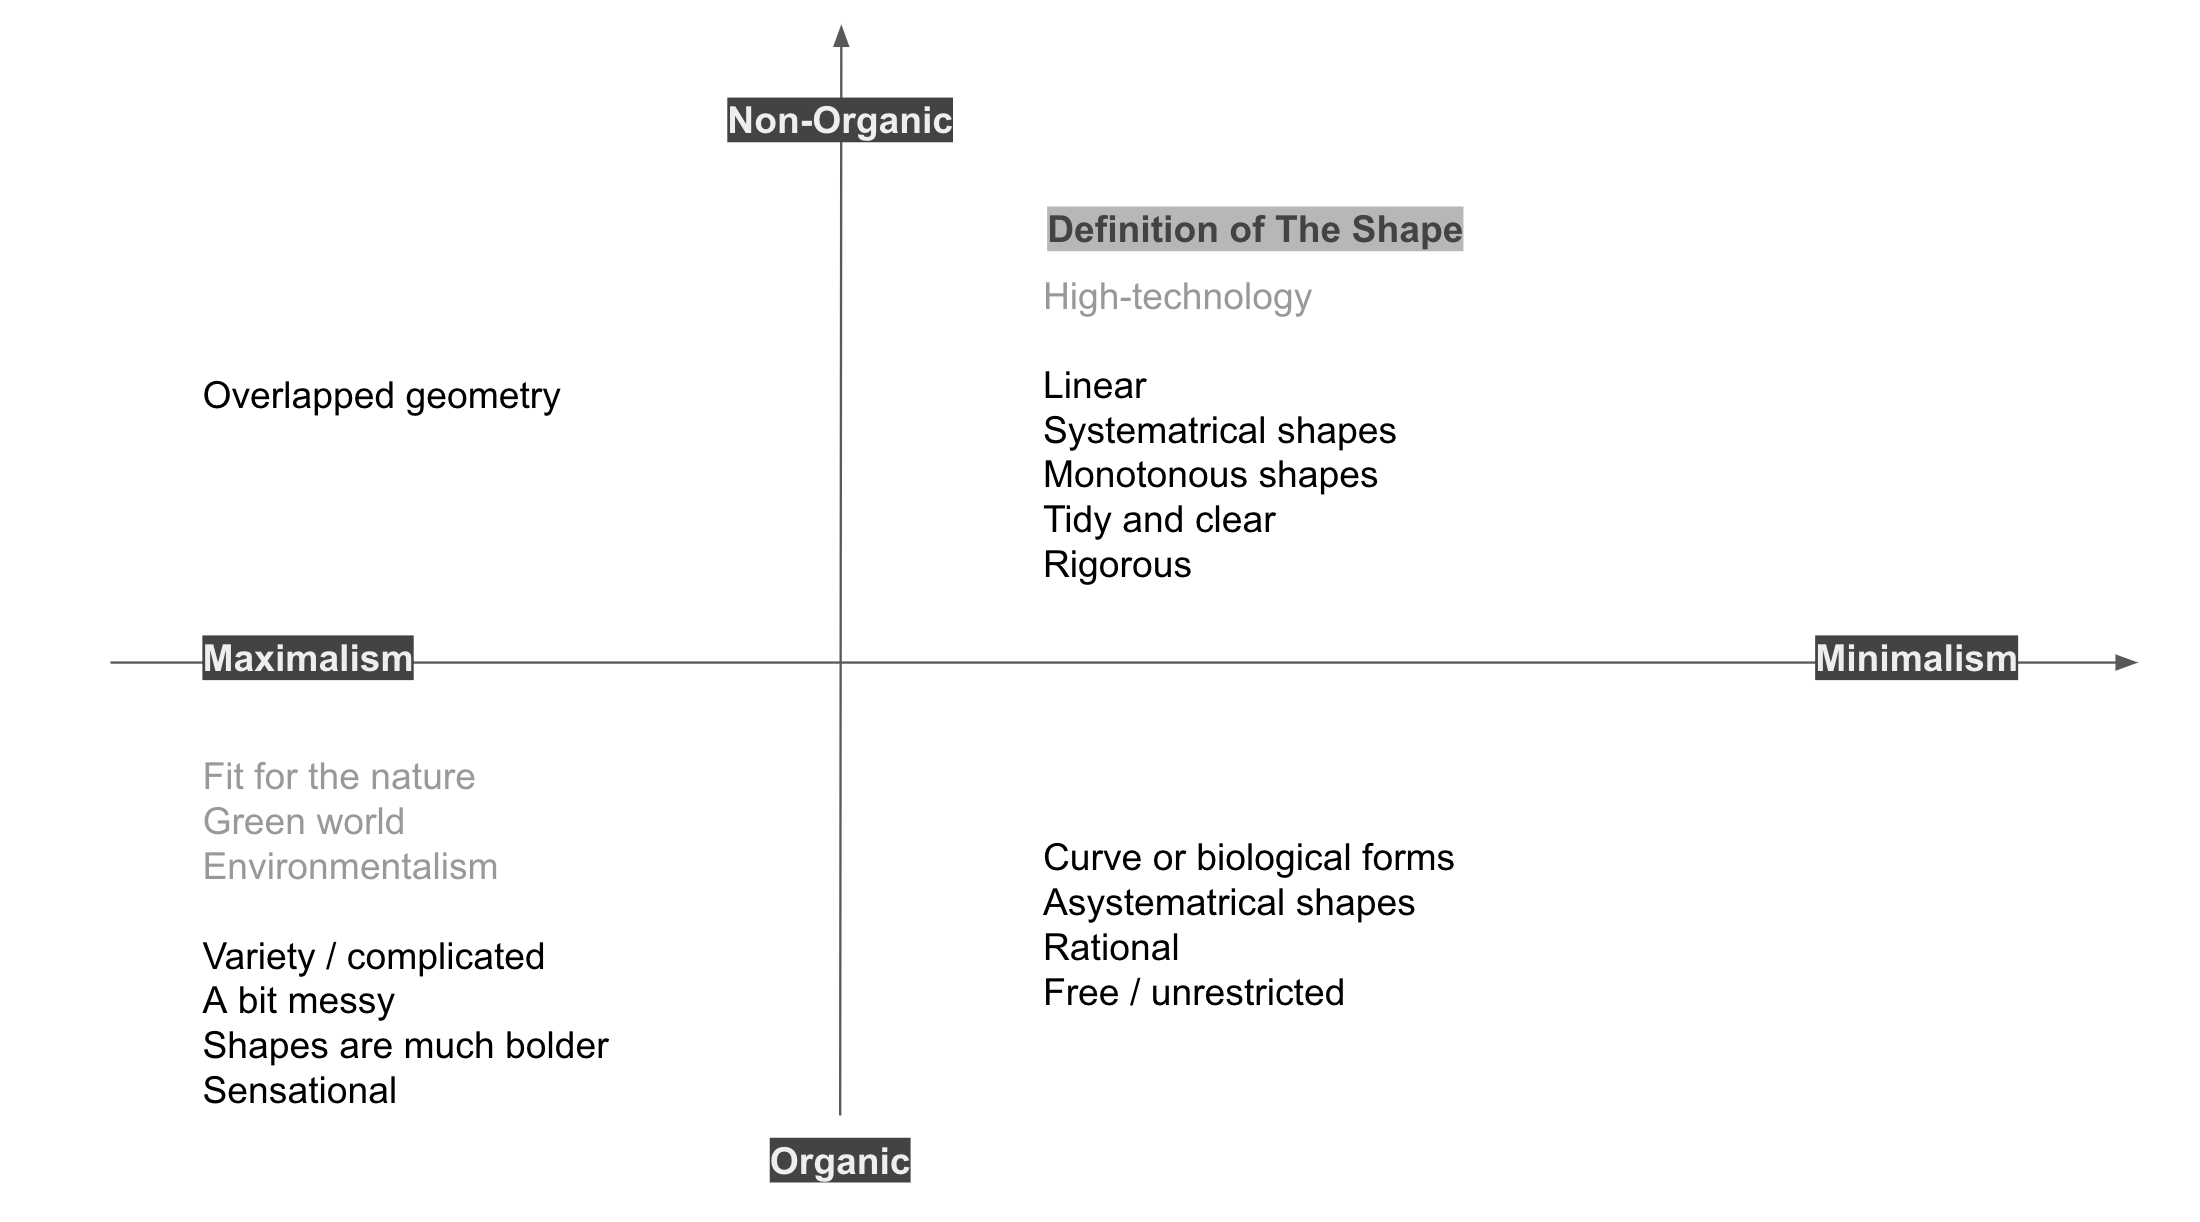 Non-Organic
Definition of The Shape
High-technology
Overlapped geometry
Linear
Systematrical shapes
Monotonous shapes
Tidy and clear
Rigorous
Maximalism
Minimalism
Fit for the nature
Green world
Environmentalism
Variety / complicated
A bit messy
Shapes are much bolder
Sensational
Curve or biological forms
Asystematrical shapes
Rational
Free / unrestricted
Organic